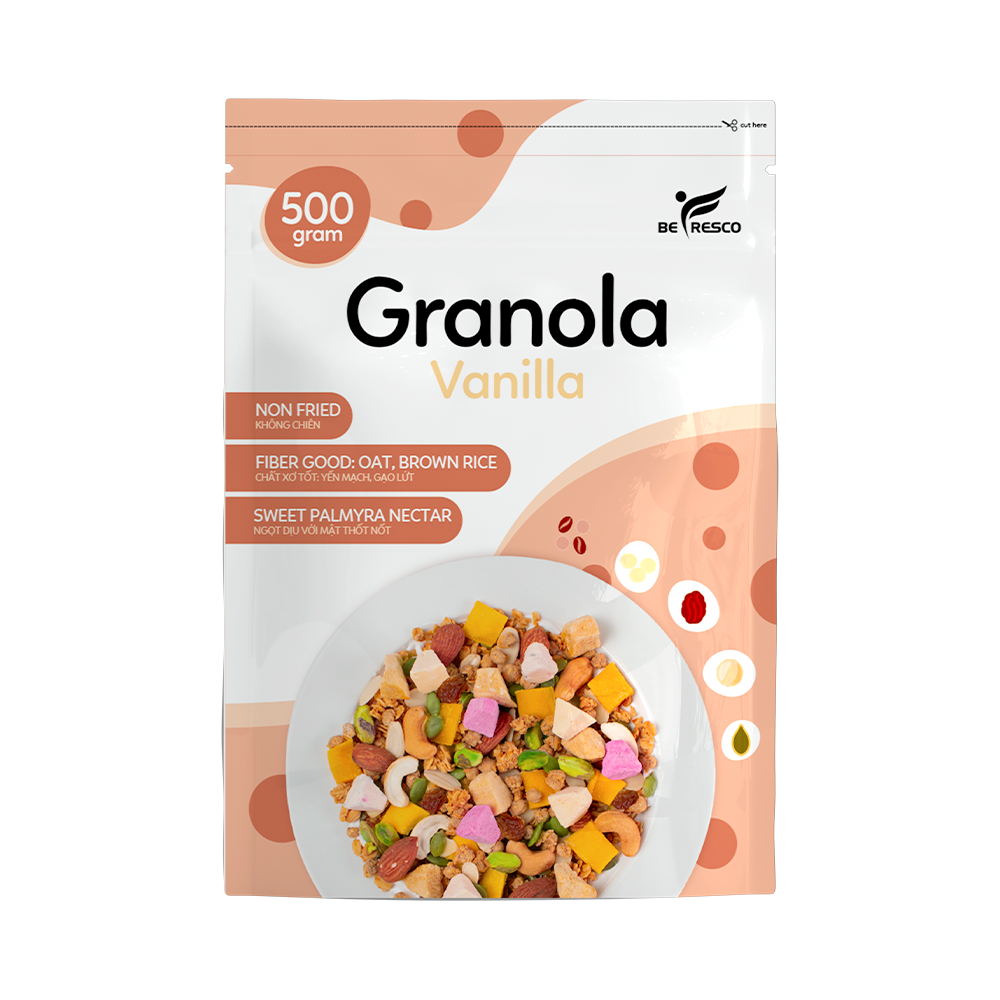 cut here
500
gram
BE FRESCO
Granola
Vanilla
NON FRIED
KHÔNG CHIÊN
FIBER GOOD: OAT, BROWN RICE
CHẤT XƠ TỐT: YẾN MẠCH, GẠO LỨT
SWEET PALMYRA NECTAR
NGỌT DỊU VỚI MẬT THỐT NỐT